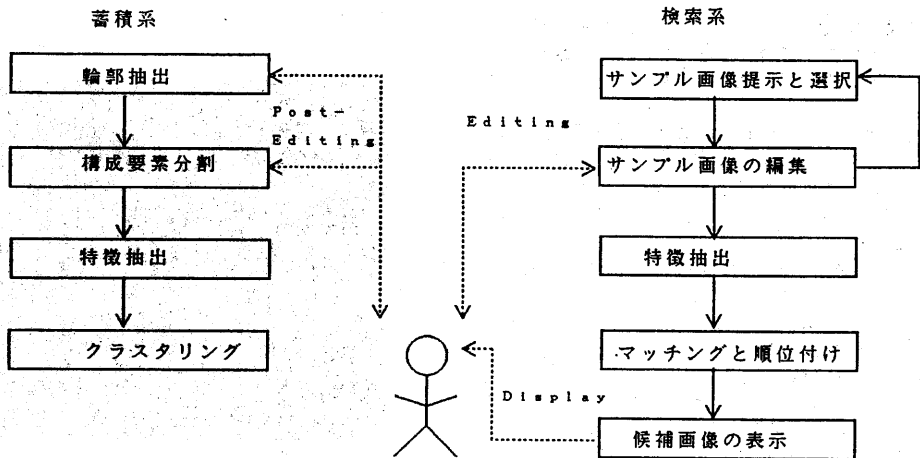 蓄積系
輪郭抽出
構成要素分割
特徴抽出
クラスタリング
Post-
Editing
Editing
Display
検索系
サンプル画像提示と選択
サンプル画像の編集
特徴抽出
マッチングと順位付け
候補画像の表示